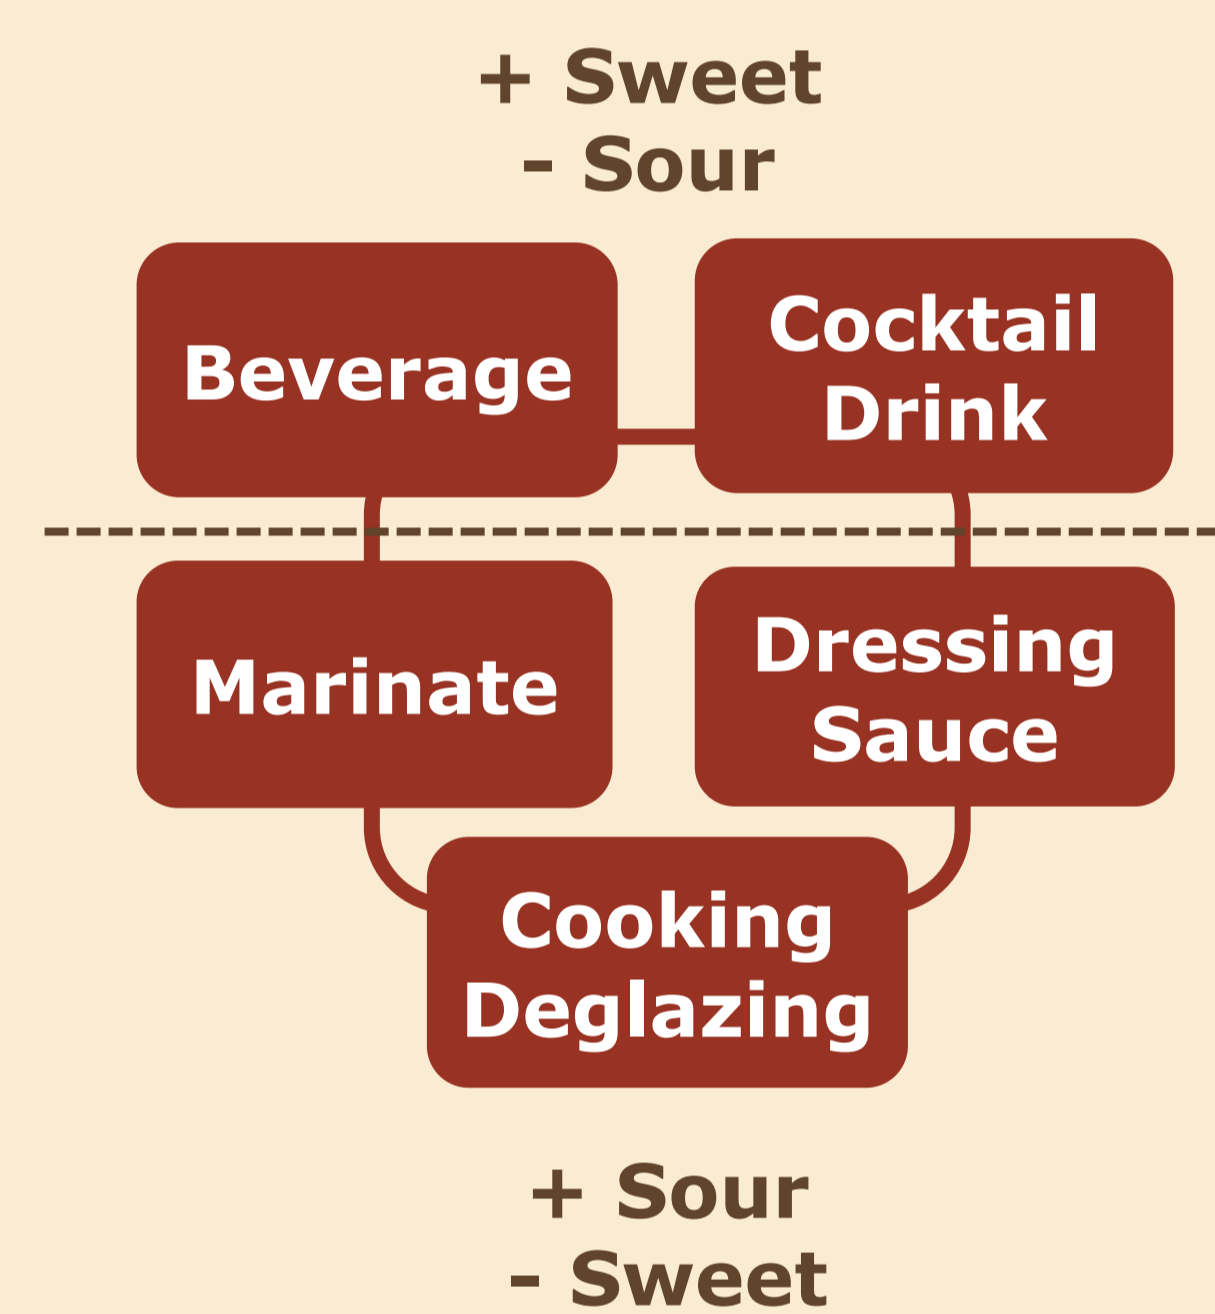 + Sweet
- Sour
Beverage
Cocktail
Drink
Marinate
Dressing
Sauce
Cooking
Deglazing
+ Sour
- Sweet